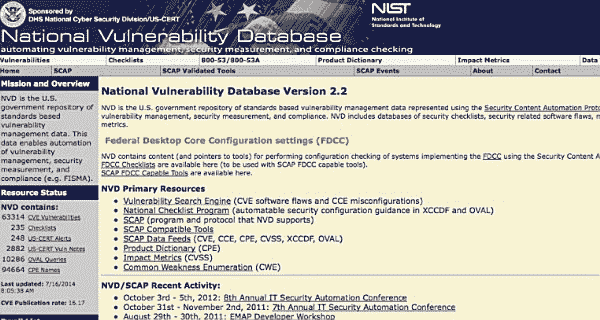 Sponsored by
DHS National Cyber Security Division/US-CERT
NIST
National Institute of
Standards and Technology
National Vulnerability Database
automating vulnerability management, security measurement, and compliance checking
Vulnerabilities Checklists 800-53/800-53A Product Dictionary Impact Metrics Data
Home SCAP SCAP Validated Tools SCAP Events About Contact
Mission and Overview
NVD is the U.S.
government repository
of standards based
vulnerability
management data. This
data enables automation
of vulnerability
management, security
measurement, and
compliance (e.g. FISMA).
Resource Status
NVD contains:
63314 CVE Vulnerabilities
235 Checklists
248 US-CERT Alerts
2882 US-CERT Vuln Notes
10286 OVAL Queries
94664 CPE Names
Last updated: 7/16/2014
8:05:38 AM
CVE Publication rate: 16.17
National Vulnerability Database Version 2.2
NVD is the U.S. government repository of standards based vulnerability management data represented using the Security Content Automation Proto
vulnerability management, security measurement, and compliance. NVD includes databases of security checklists, security related software flaws, m
metrics.
Federal Desktop Core Configuration settings (FDCC)
NVD contains content (and pointers to tools) for performing configuration checking of systems implementing the FDCC using the Security Content A
FDCC Checklists are available here (to be used with SCAP FDCC capable tools).
SCAP FDCC Capable Tools are available here.
NVD Primary Resources
• Vulnerability Search Engine (CVE software flaws and CCE misconfigurations)
• National Checklist Program (automatable security configuration guidance in XCCDF and OVAL)
• SCAP (program and protocol that NVD supports)
• SCAP Compatible Tools
• SCAP Data Feeds (CVE, CCE, CPE, CVSS, XCCDF, OVAL)
• Product Dictionary (CPE)
• Impact Metrics (CVSS)
• Common Weakness Enumeration (CWE)
NVD/SCAP Recent Activity:
• October 3rd - 5th, 2012: 8th Annual IT Security Automation Conference
• October 31st - November 2nd, 2011: 7th Annual IT Security Automation Conference
• August 29th - 30th, 2011: EMAP Developer Workshop